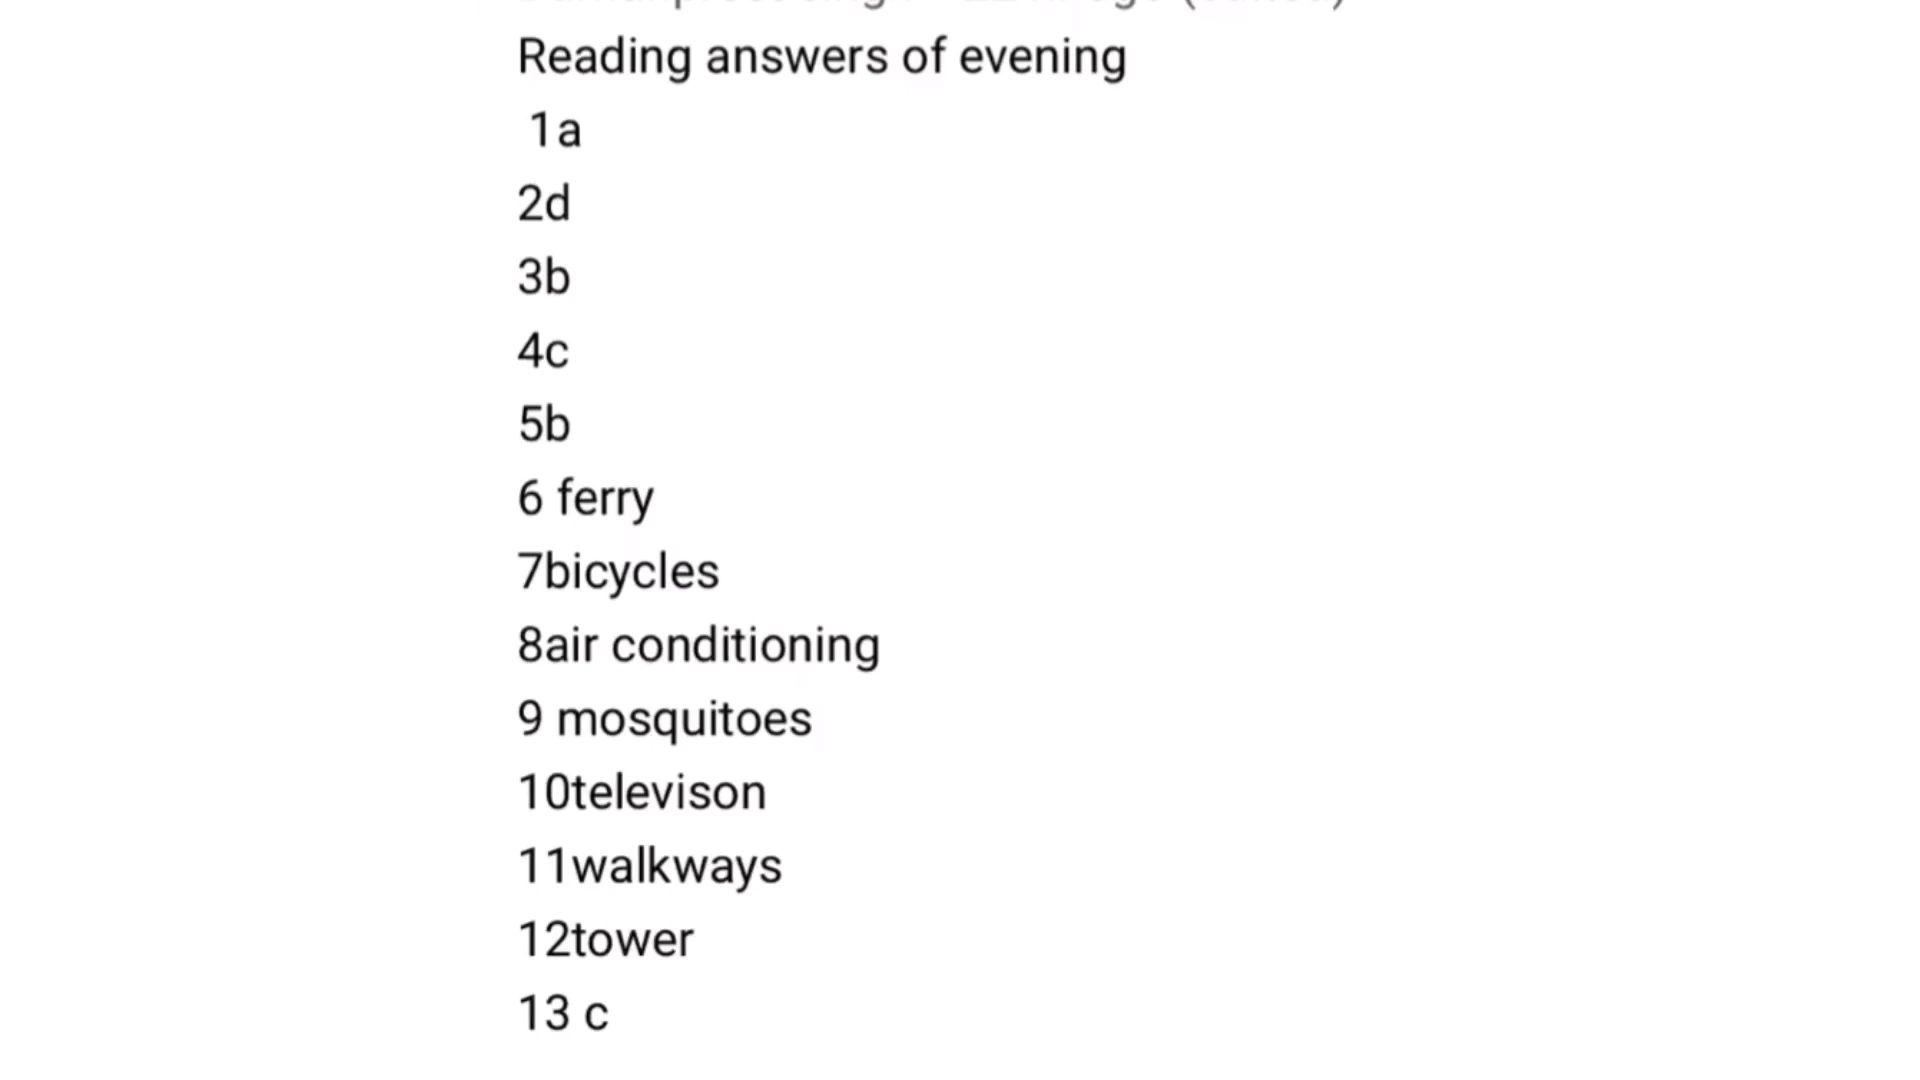 Reading answers of evening
1a
2d
3b
4c
5b
6 ferry
7bicycles
8air conditioning
9 mosquitoes
10televison
11walkways
12tower
13 c